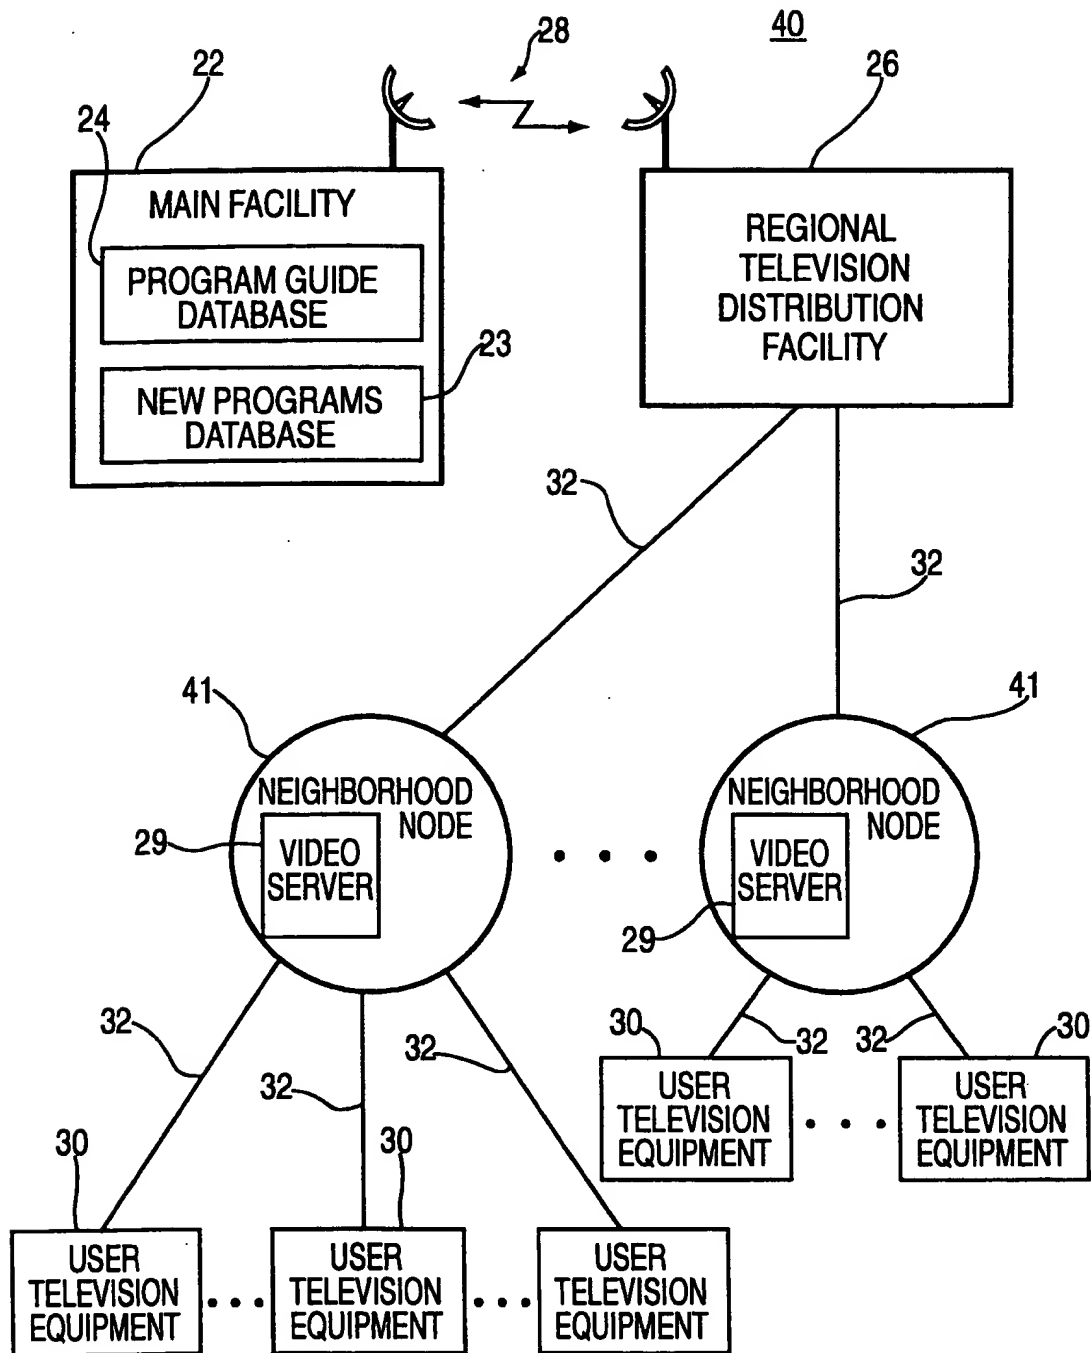 40
28
22
26
24
MAIN FACILITY
PROGRAM GUIDE
DATABASE
23
NEW PROGRAMS
DATABASE
REGIONAL
TELEVISION
DISTRIBUTION
FACILITY
32
32
41
NEIGHBORHOOD
NODE
29
VIDEO
SERVER
41
NEIGHBORHOOD
NODE
VIDEO
SERVER
29
32
32
32
32
32
30
USER
TELEVISION
EQUIPMENT
30
USER
TELEVISION
EQUIPMENT
30
USER
TELEVISION
EQUIPMENT
30
USER
TELEVISION
EQUIPMENT
USER
TELEVISION
EQUIPMENT